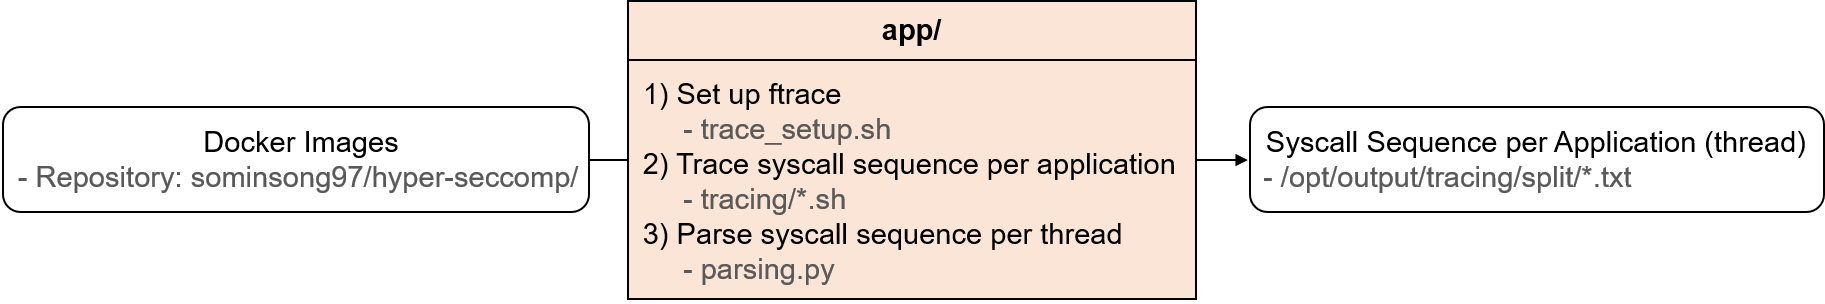 Docker Images
- Repository: sominsong97/hyper-seccomp/
app/
1) Set up ftrace
- trace_setup.sh
2) Trace syscall sequence per application
- tracing/*.sh
3) Parse syscall sequence per thread
- parsing.py
Syscall Sequence per Application (thread)
- /opt/output/tracing/split/*.txt